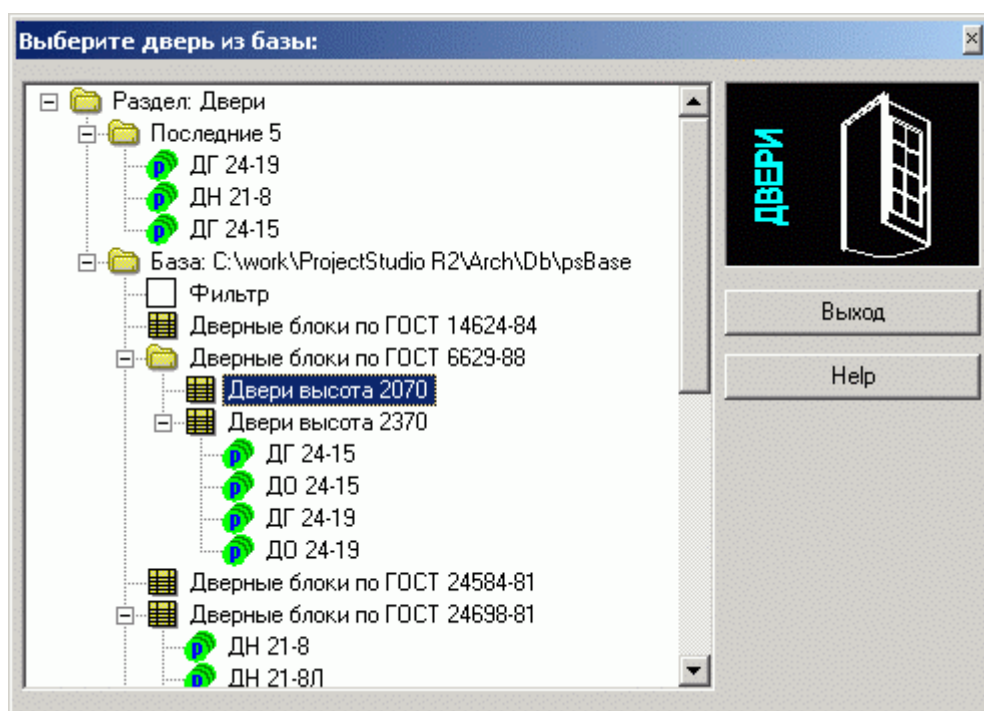 Выберите дверь из базы:
Раздел: Двери
Последние 5
ДГ 24-19
ДН 21-8
ДГ 24-15
База: C:\work\ProjectStudio R2\Arch\Db\psBase
Фильтр
Дверные блоки по ГОСТ 14624-84
Дверные блоки по ГОСТ 6629-88
Двери высота 2070
Двери высота 2370
ДГ 24-15
ДО 24-15
ДГ 24-19
ДО 24-19
Дверные блоки по ГОСТ 24584-81
Дверные блоки по ГОСТ 24698-81
ДН 21-8
ДН 21-8Л
ДВЕРИ
Выход
Help